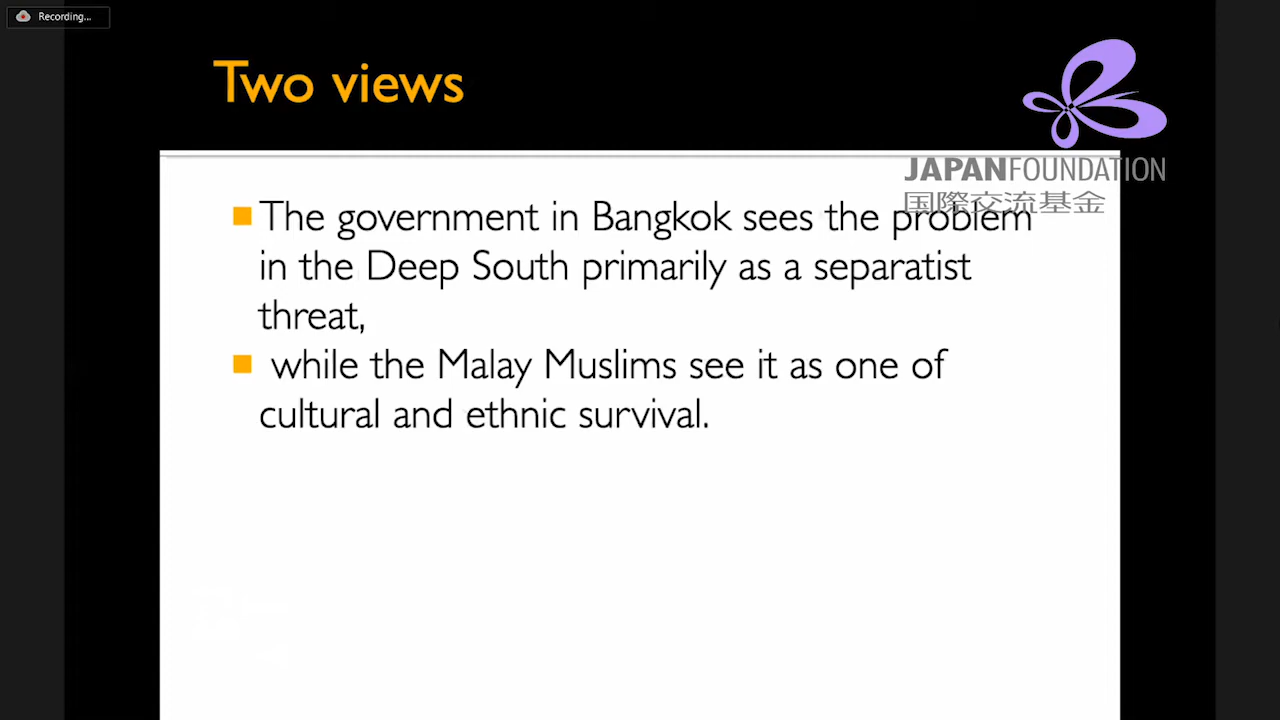 Recording...
Two views
JAPANFOUNDATION
国際交流基金
The government in Bangkok sees the problem
in the Deep South primarily as a separatist
threat,
while the Malay Muslims see it as one of
cultural and ethnic survival.